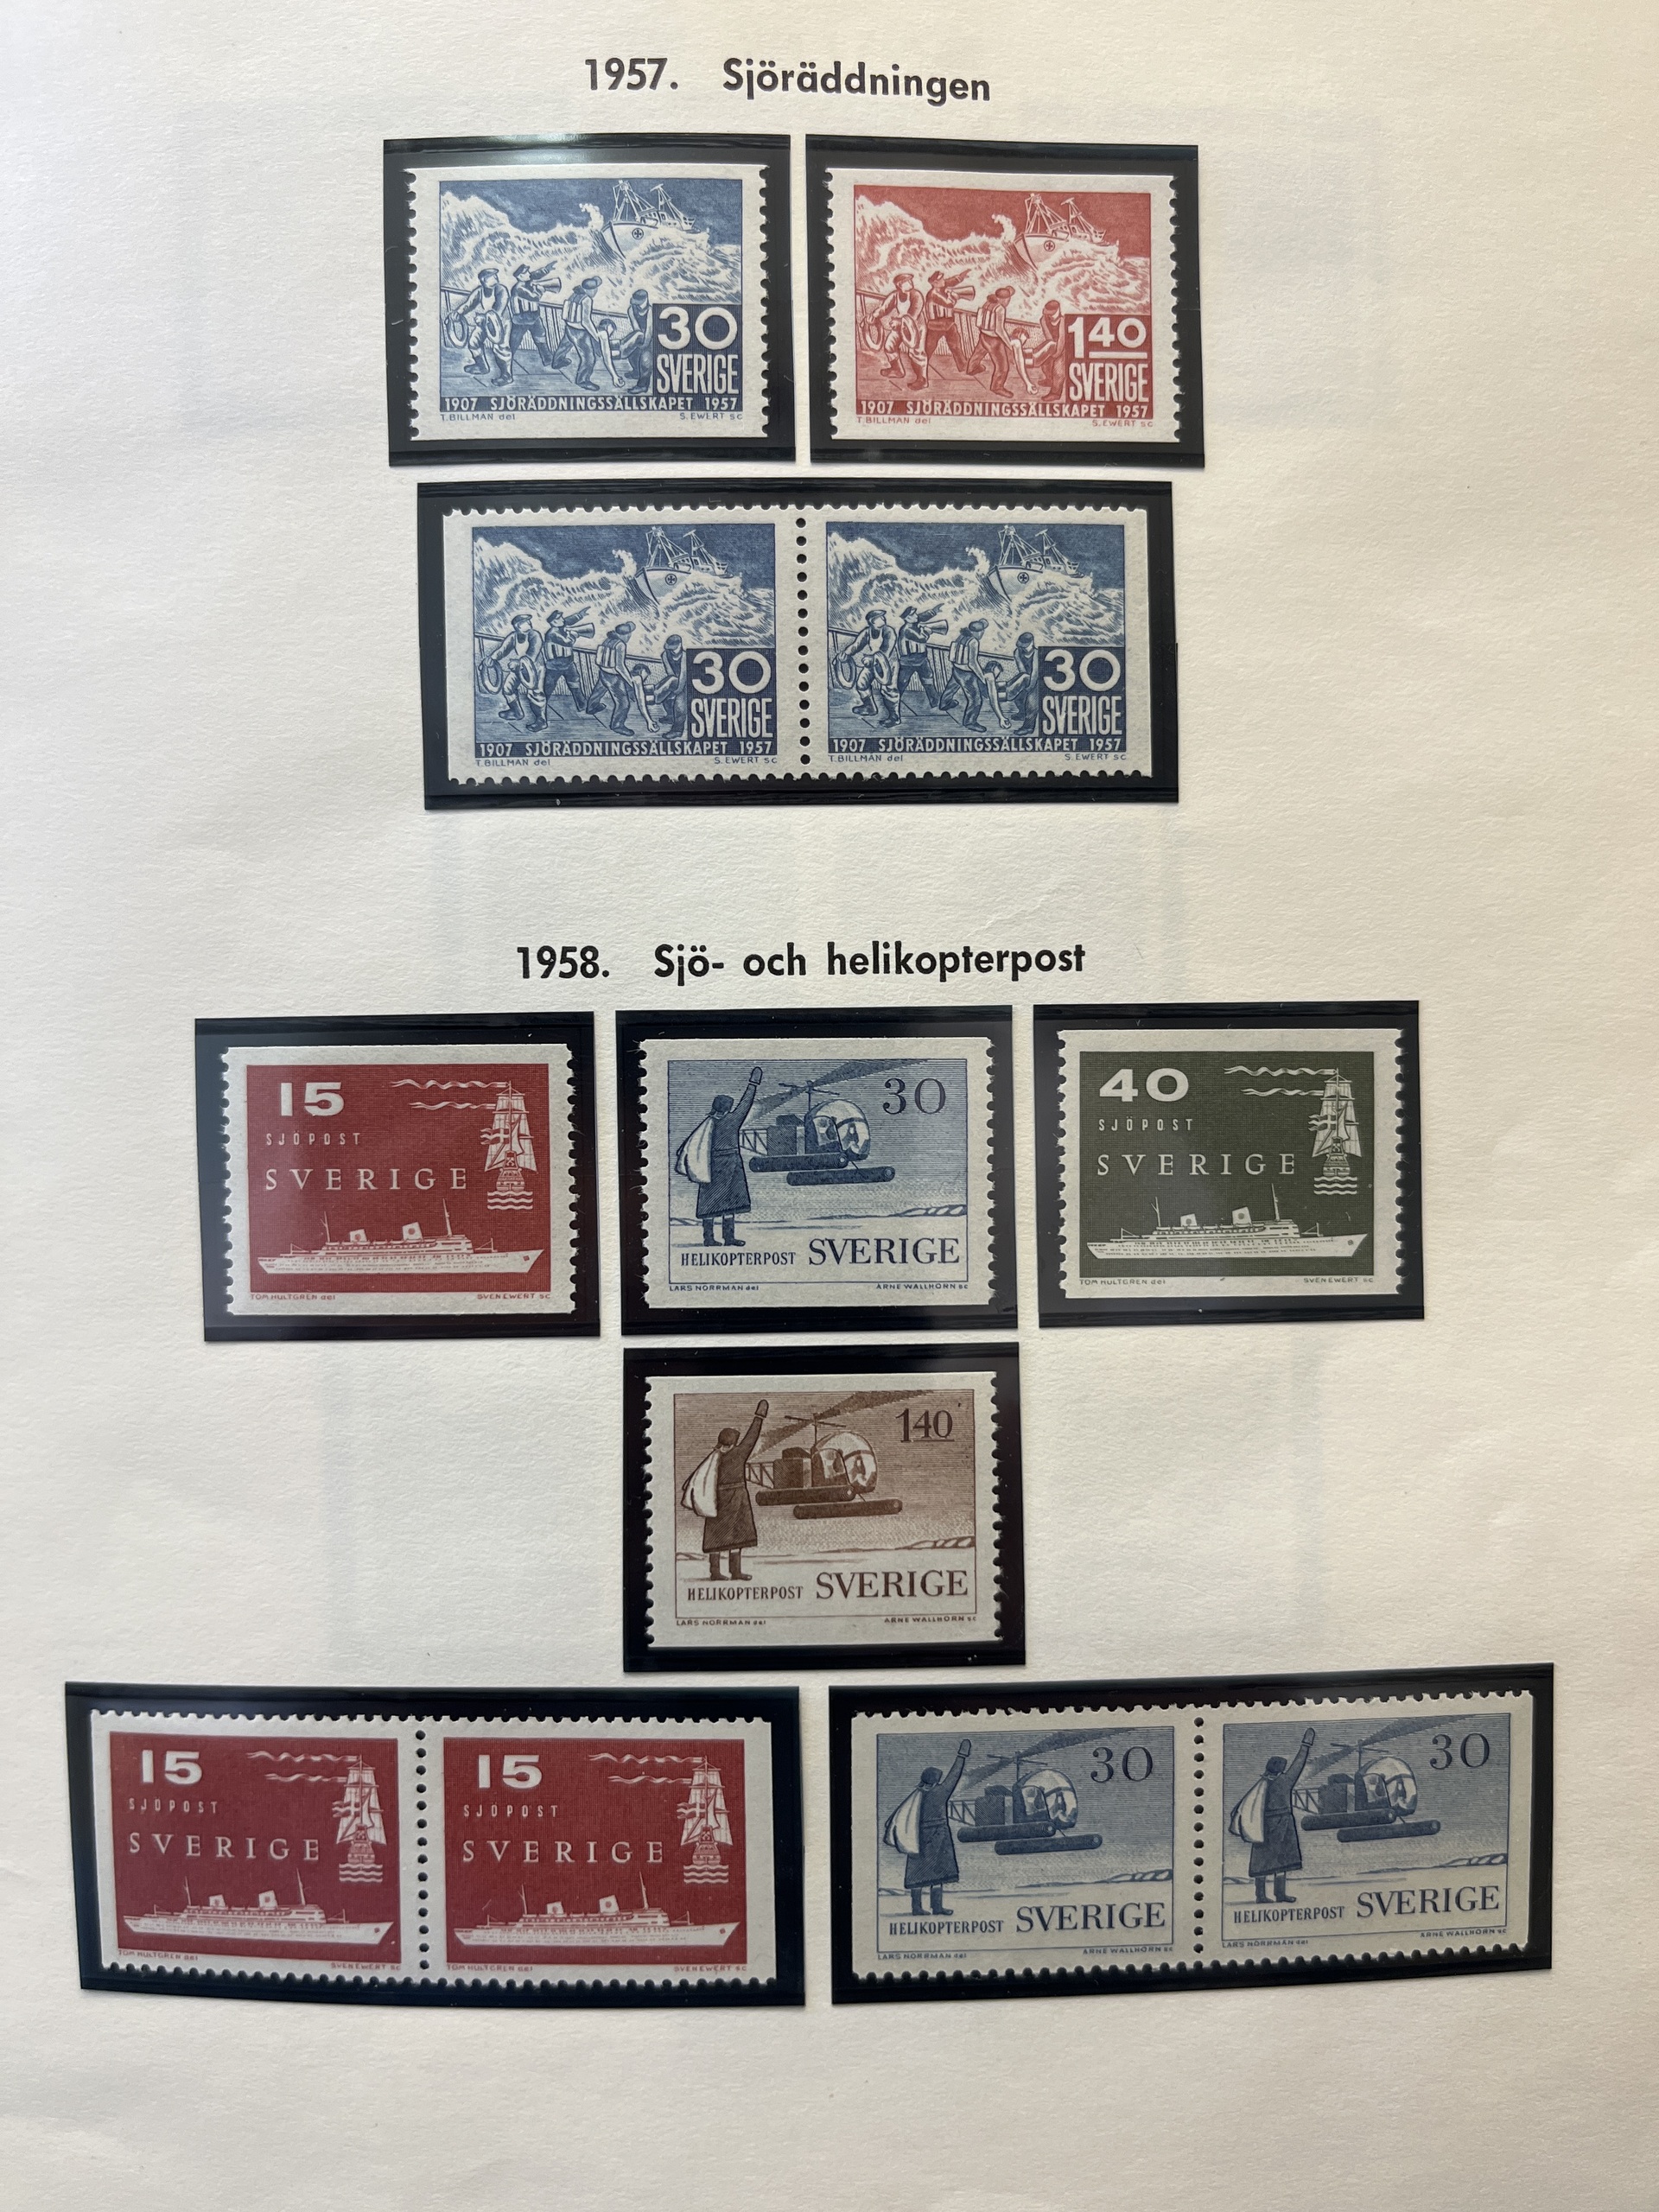 1957. Sjöräddningen
30
SVERIGE
1907 SJÖRÄDDNINGSSÄLLSKAPET 1957
T. BILLMAN del S. EWERT sc
140
SVERIGE
1907 SJÖRÄDDNINGSSÄLLSKAPET 1957
T. BILLMAN del S. EWERT sc
30
SVERIGE
1907 SJÖRÄDDNINGSSÄLLSKAPET 1957
T. BILLMAN del S. EWERT sc
30
SVERIGE
1907 SJÖRÄDDNINGSSÄLLSKAPET 1957
T. BILLMAN del S. EWERT sc
1958. Sjö- och helikopterpost
15
SJÖPOST
SVERIGE
TOM HULTGREN del SVEN EWERT sc
30
HELIKOPTERPOST SVERIGE
LARS NORRMAN del ARNE WALLHORN sc
40
SJÖPOST
SVERIGE
TOM HULTGREN del SVEN EWERT sc
140
HELIKOPTERPOST SVERIGE
LARS NORRMAN del ARNE WALLHORN sc
15
SJÖPOST
SVERIGE
TOM HULTGREN del SVEN EWERT sc
15
SJÖPOST
SVERIGE
TOM HULTGREN del SVEN EWERT sc
30
HELIKOPTERPOST SVERIGE
LARS NORRMAN del ARNE WALLHORN sc
30
HELIKOPTERPOST SVERIGE
LARS NORRMAN del ARNE WALLHORN sc